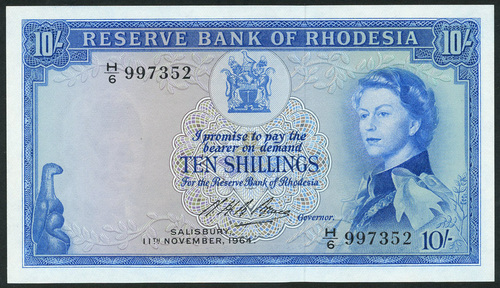 10/- RESERVE BANK OF RHODESIA 10/-
H/6 997352
I promise to pay the
bearer on demand
TEN SHILLINGS
For the Reserve Bank of Rhodesia
Governor.
SALISBURY,
11TH NOVEMBER, 1964.
H/6 997352 10/-